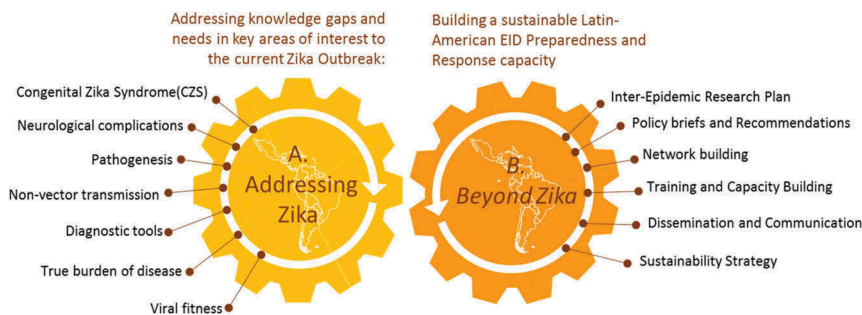 Addressing knowledge gaps and
needs in key areas of interest to
the current Zika Outbreak:
Congenital Zika Syndrome(CZS)
Neurological complications
Pathogenesis
Non-vector transmission
Diagnostic tools
True burden of disease
Viral fitness
A.
Addressing
Zika
Building a sustainable Latin-
American EID Preparedness and
Response capacity
B.
Beyond Zika
Inter-Epidemic Research Plan
Policy briefs and Recommendations
Network building
Training and Capacity Building
Dissemination and Communication
Sustainability Strategy